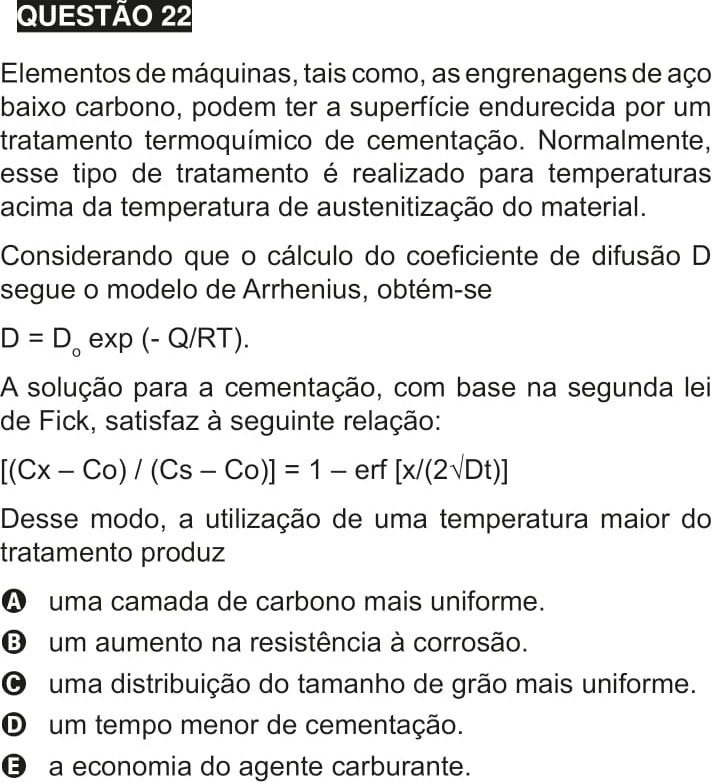 QUESTÃO 22
Elementos de máquinas, tais como, as engrenagens de aço
baixo carbono, podem ter a superfície endurecida por um
tratamento termoquímico de cementação. Normalmente,
esse tipo de tratamento é realizado para temperaturas
acima da temperatura de austenitização do material.
Considerando que o cálculo do coeficiente de difusão D
segue o modelo de Arrhenius, obtém-se
D = Do exp (- Q/RT).
A solução para a cementação, com base na segunda lei
de Fick, satisfaz à seguinte relação:
[(Cx – Co) / (Cs – Co)] = 1 – erf [x/(2√Dt)]
Desse modo, a utilização de uma temperatura maior do
tratamento produz
A uma camada de carbono mais uniforme.
B um aumento na resistência à corrosão.
C uma distribuição do tamanho de grão mais uniforme.
D um tempo menor de cementação.
E a economia do agente carburante.